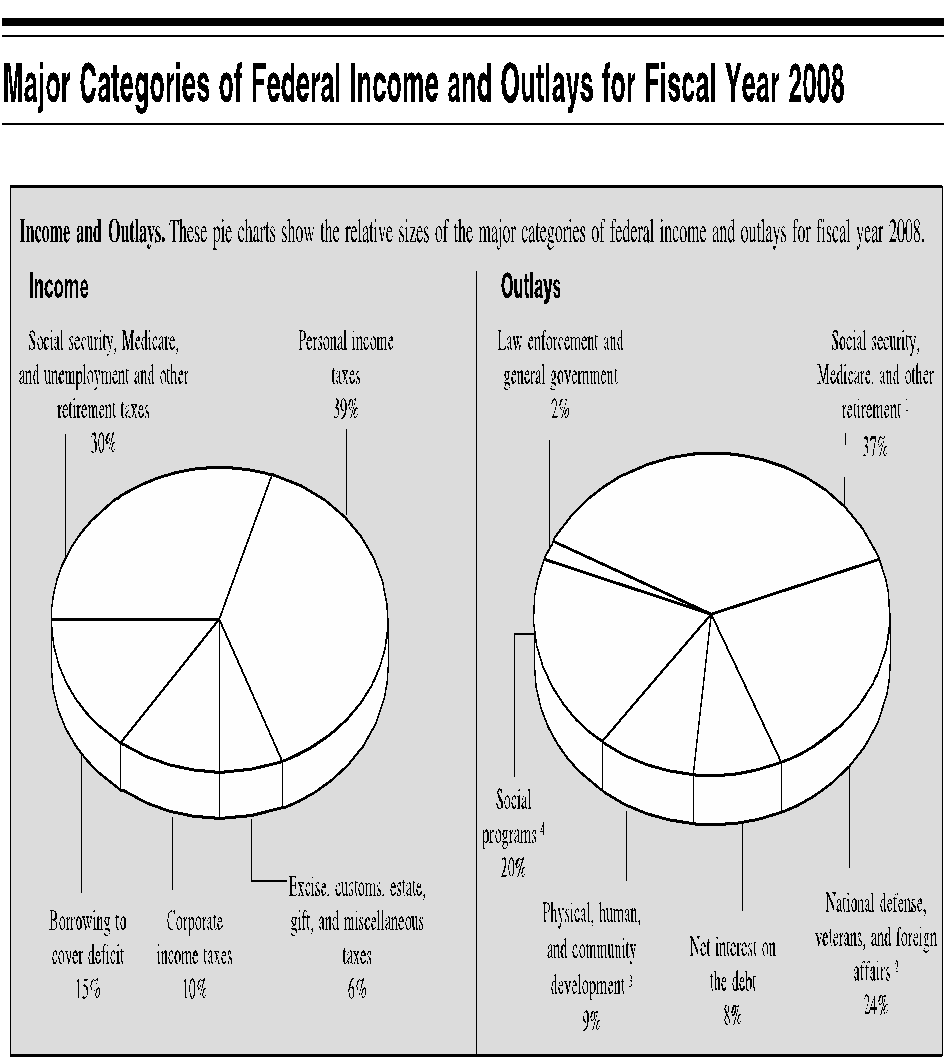 Major Categories of Federal Income and Outlays for Fiscal Year 2008
Income and Outlays. These pie charts show the relative sizes of the major categories of federal income and outlays for fiscal year 2008.
Income
Social security, Medicare,
and unemployment and other
retirement taxes
30%
Personal income
taxes
39%
Borrowing to
cover deficit
15%
Corporate
income taxes
10%
Excise, customs, estate,
gift, and miscellaneous
taxes
6%
Outlays
Law enforcement and
general government
2%
Social security,
Medicare, and other
retirement 1
37%
Social
programs 4
20%
Physical, human,
and community
development 3
9%
Net interest on
the debt
8%
National defense,
veterans, and foreign
affairs 2
24%